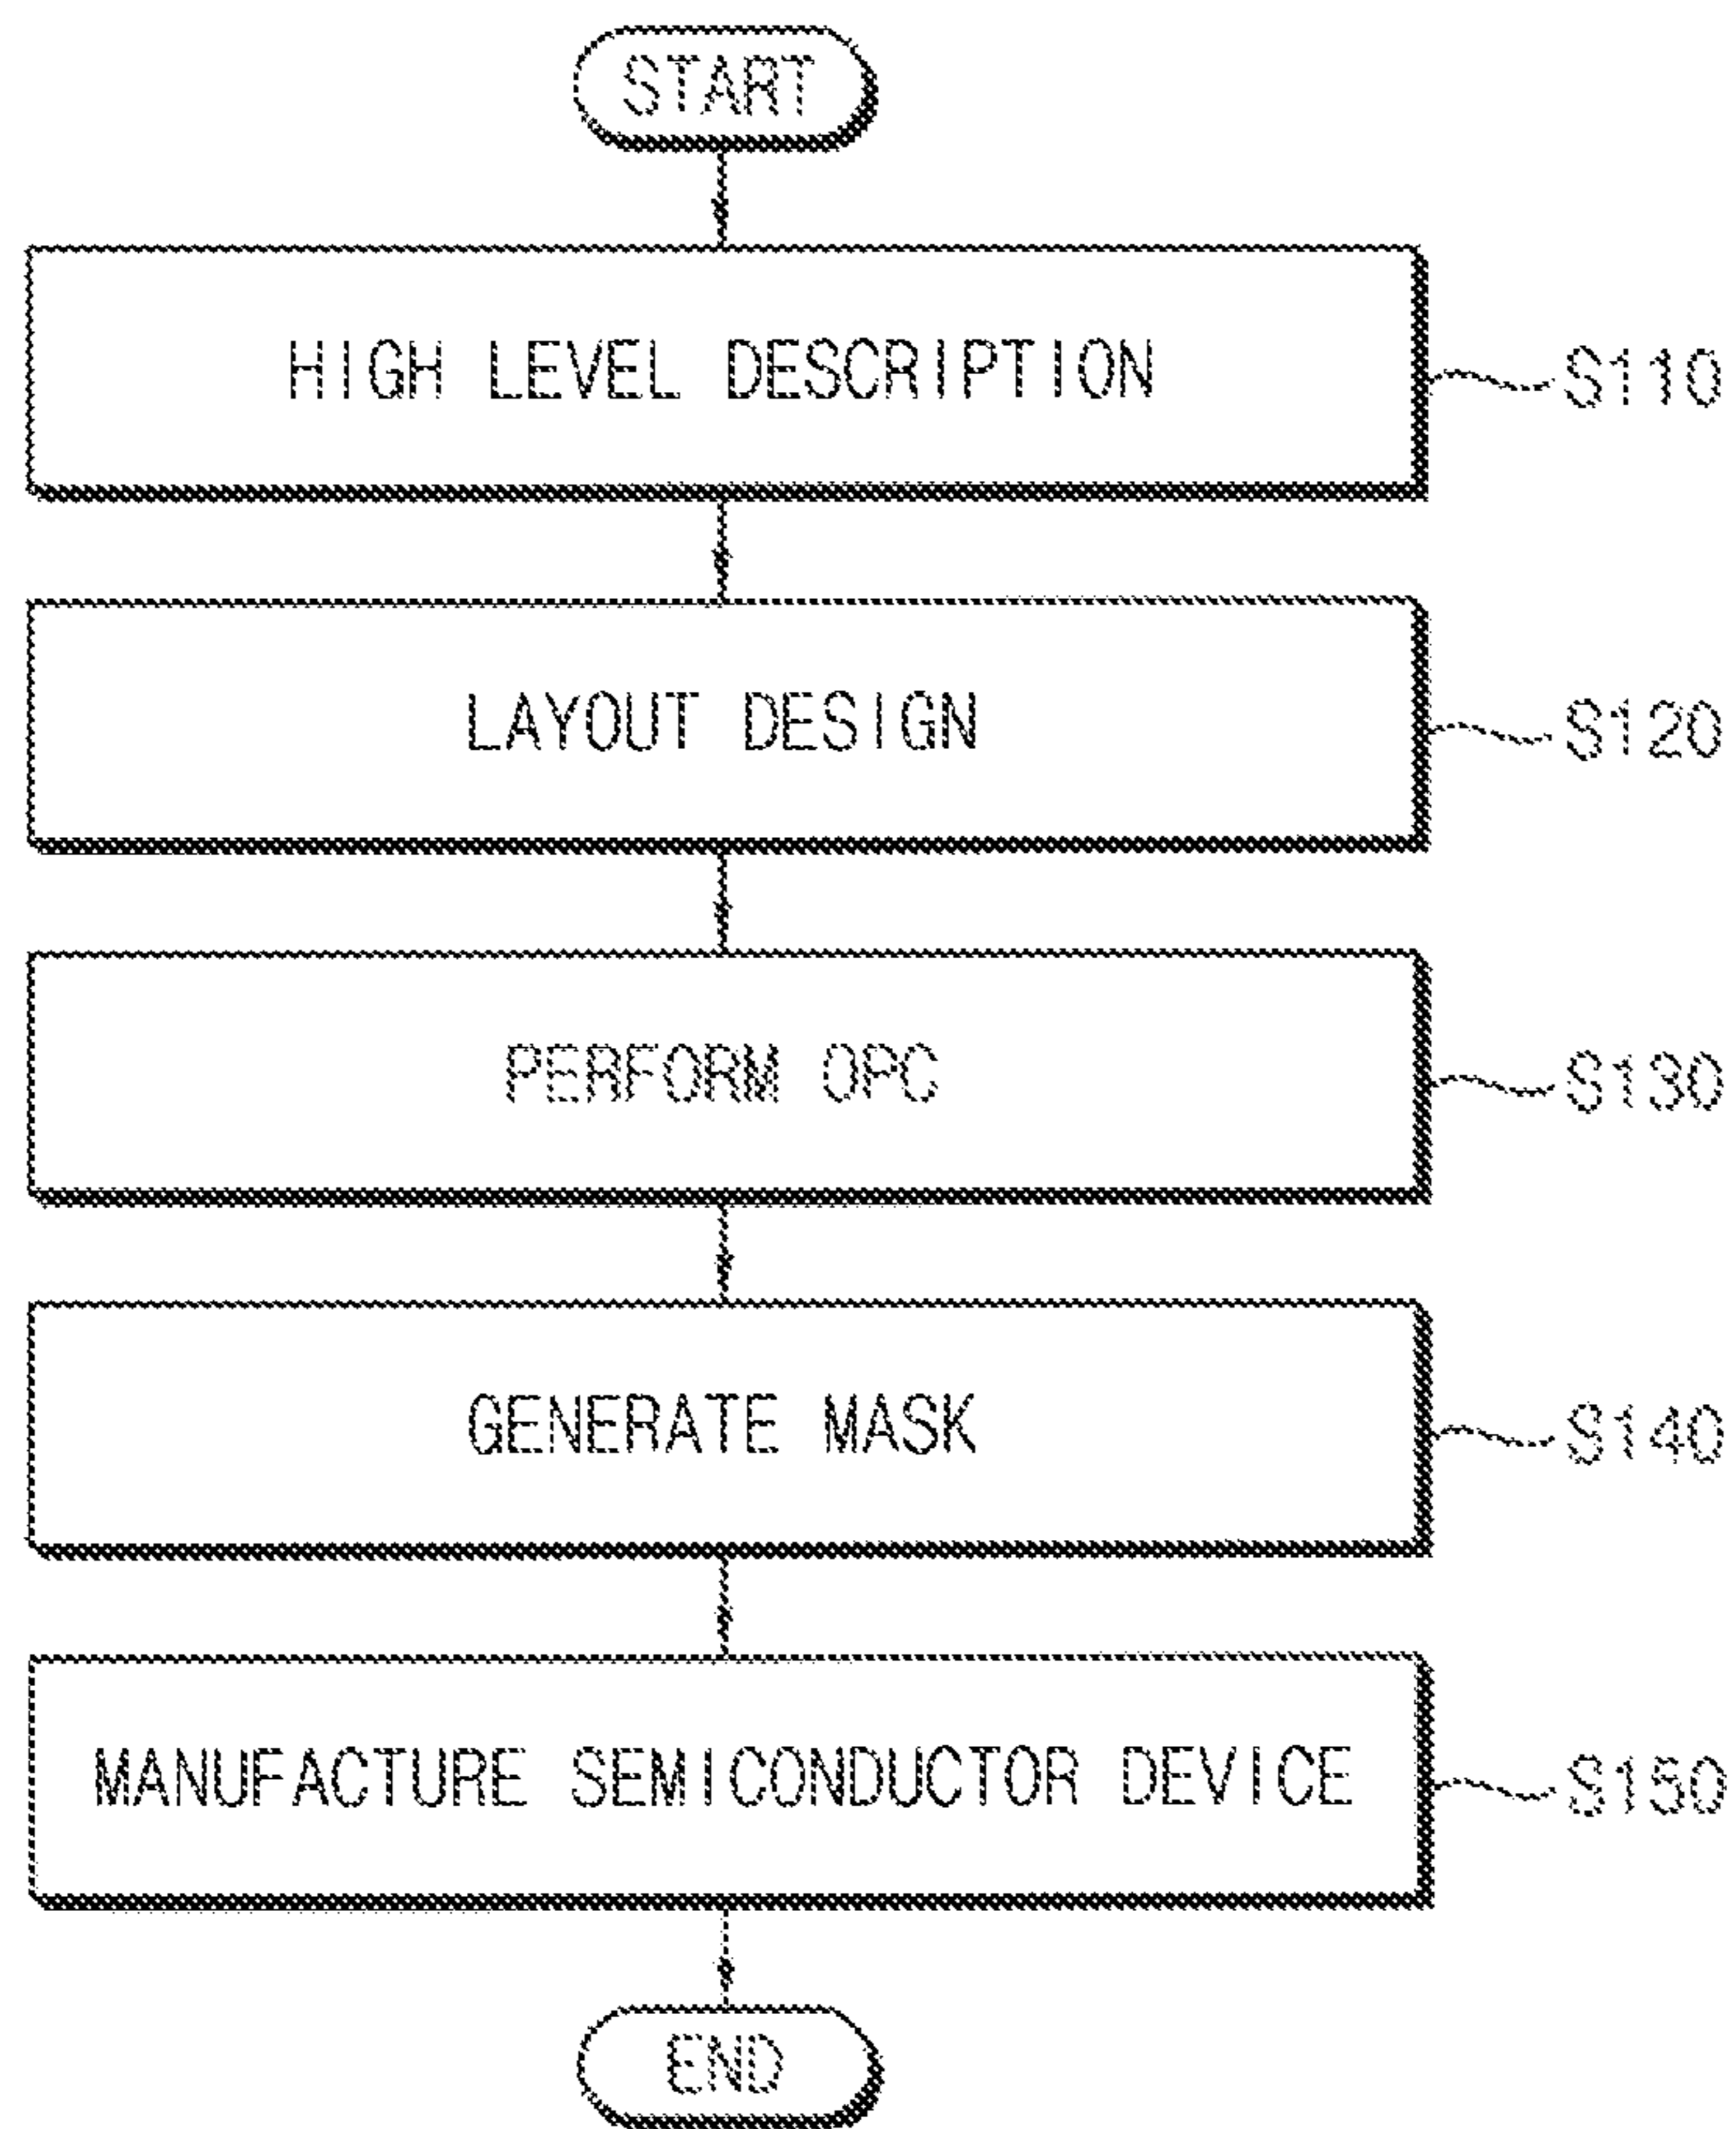 START
HIGH LEVEL DESCRIPTION
S110
LAYOUT DESIGN
S120
PERFORM OPC
S130
GENERATE MASK
S140
MANUFACTURE SEMICONDUCTOR DEVICE
S150
END